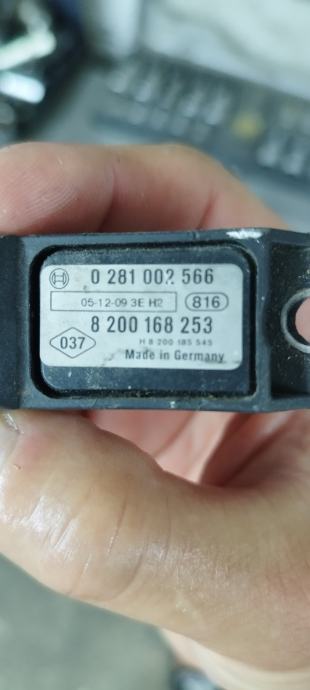 0 281 002 566
05-12-09 3E H2 816
8 200 168 253
037 H 8 200 185 545
Made in Germany